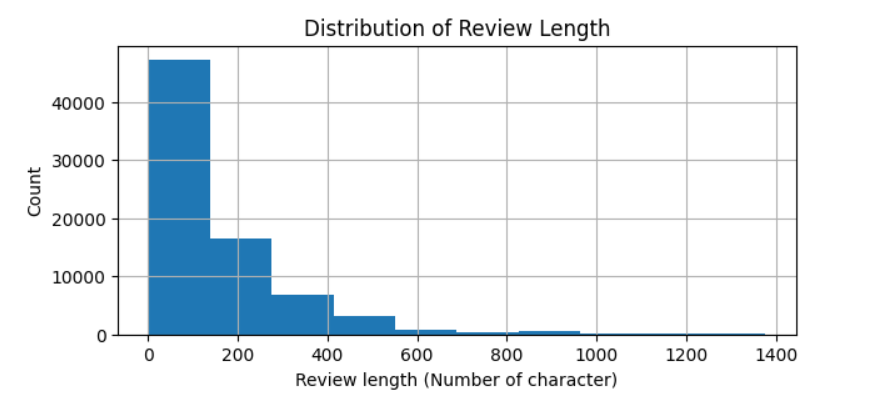 Distribution of Review Length
Count
40000
30000
20000
10000
0
0 200 400 600 800 1000 1200 1400
Review length (Number of character)